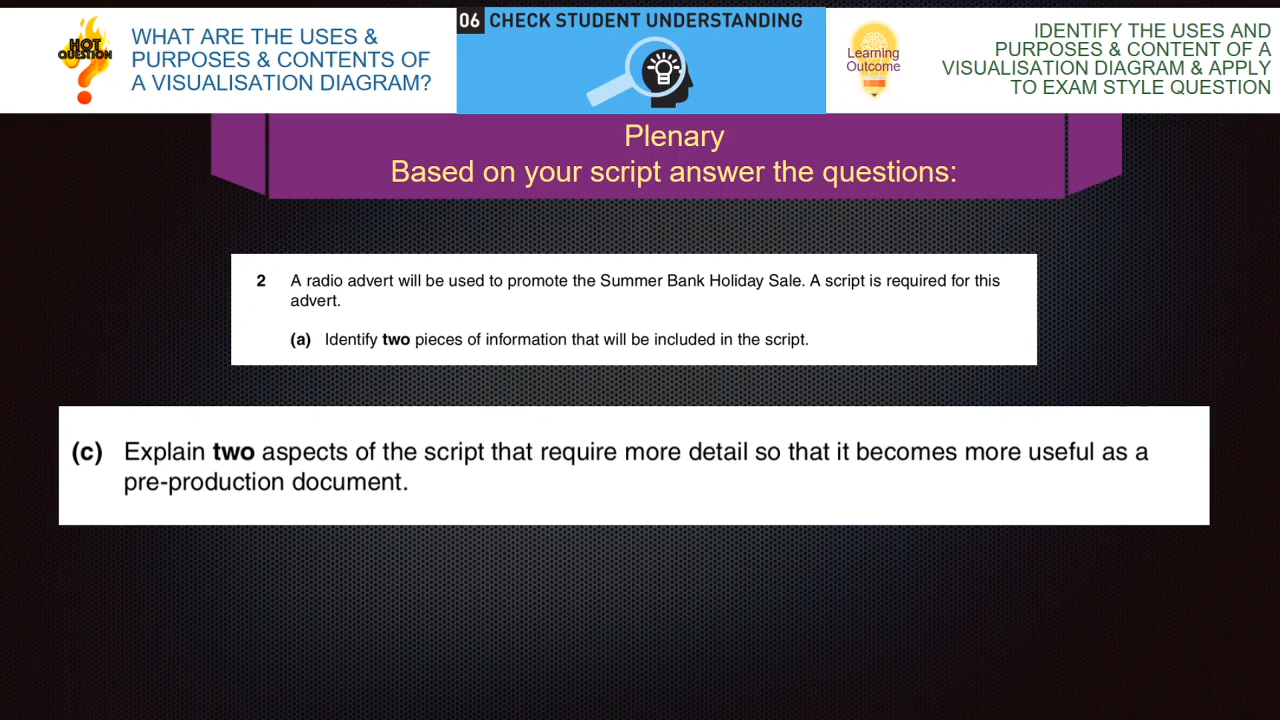 HOT
QUESTION
WHAT ARE THE USES &
PURPOSES & CONTENTS OF
A VISUALISATION DIAGRAM?
06 CHECK STUDENT UNDERSTANDING
Learning
Outcome
IDENTIFY THE USES AND
PURPOSES & CONTENT OF A
VISUALISATION DIAGRAM & APPLY
TO EXAM STYLE QUESTION
Plenary
Based on your script answer the questions:
2 A radio advert will be used to promote the Summer Bank Holiday Sale. A script is required for this
advert.
(a) Identify two pieces of information that will be included in the script.
(c) Explain two aspects of the script that require more detail so that it becomes more useful as a
pre-production document.